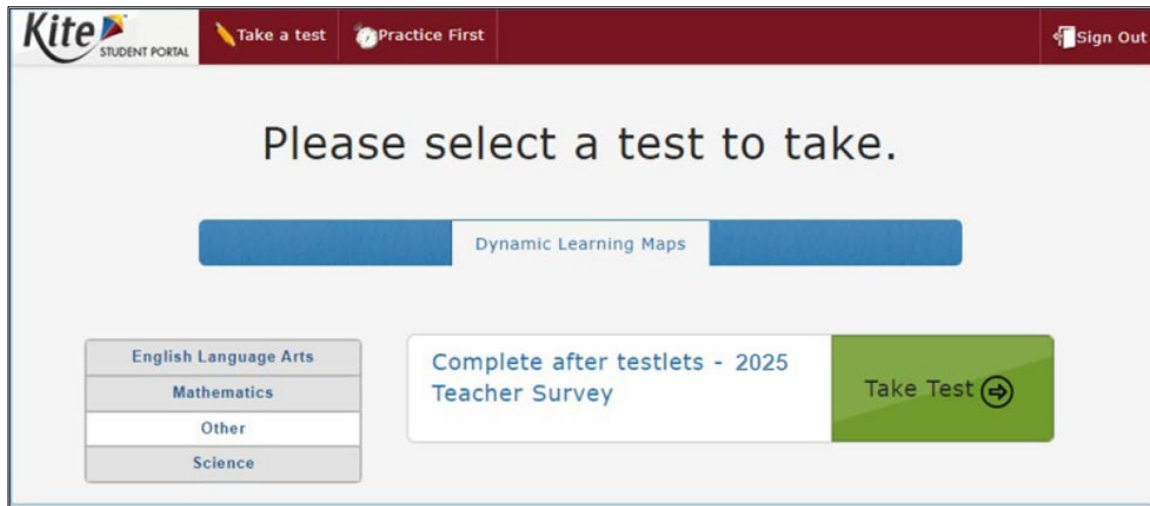 Kite STUDENT PORTAL Take a test Practice First Sign Out
Please select a test to take.
Dynamic Learning Maps
English Language Arts
Mathematics
Other
Science
Complete after testlets - 2025
Teacher Survey
Take Test